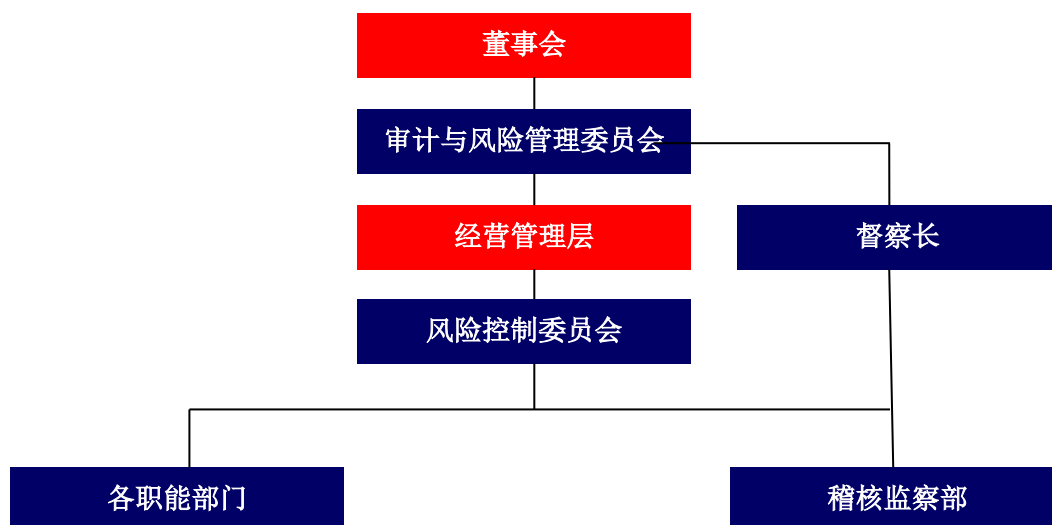 董事会
审计与风险管理委员会
经营管理层
督察长
风险控制委员会
各职能部门
稽核监察部